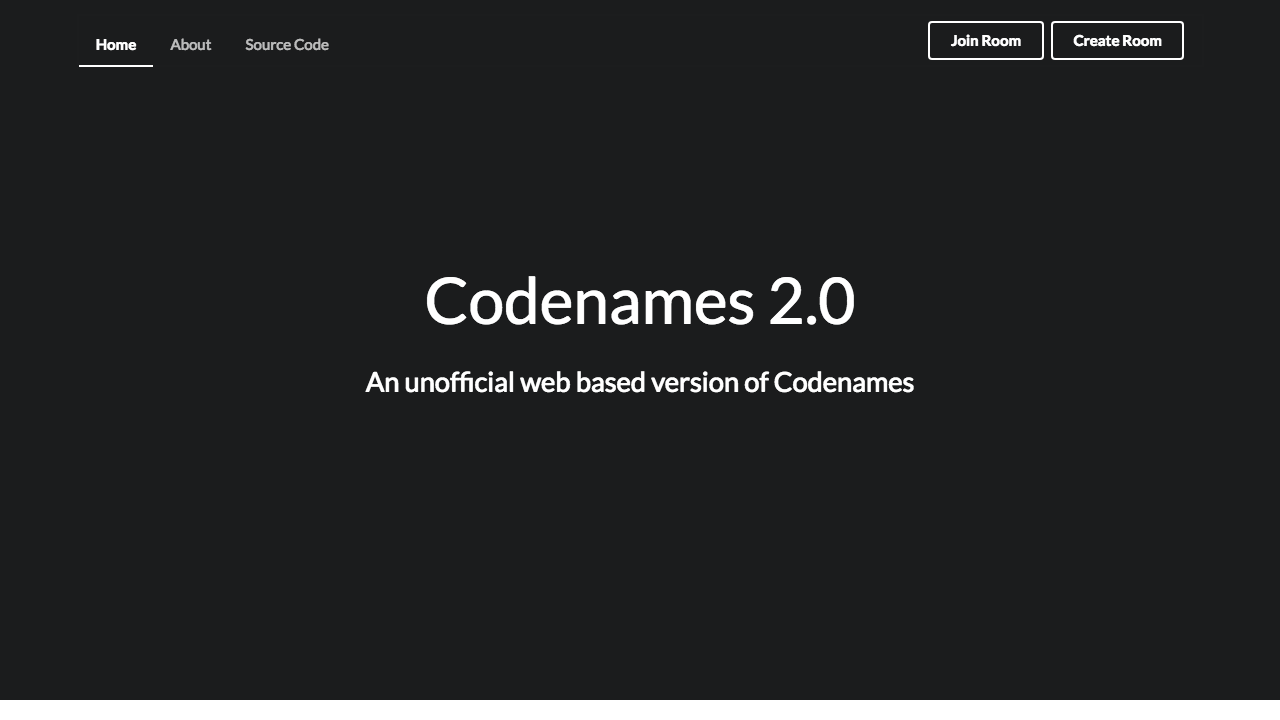 Home About Source Code Join Room Create Room
Codenames 2.0
An unofficial web based version of Codenames